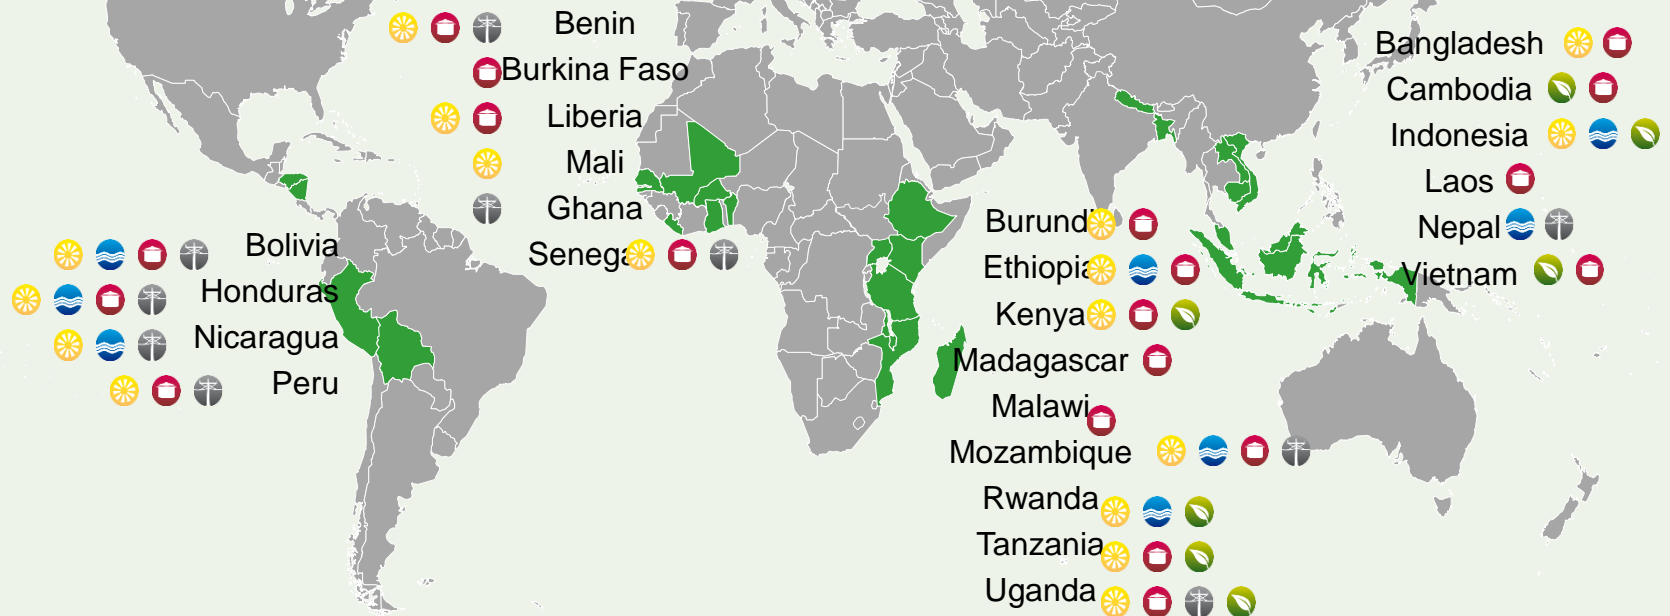 Benin
Burkina Faso
Liberia
Mali
Ghana
Senega
Bolivia
Honduras
Nicaragua
Peru
Burundi
Ethiopia
Kenya
Madagascar
Malawi
Mozambique
Rwanda
Tanzania
Uganda
Bangladesh
Cambodia
Indonesia
Laos
Nepal
Vietnam